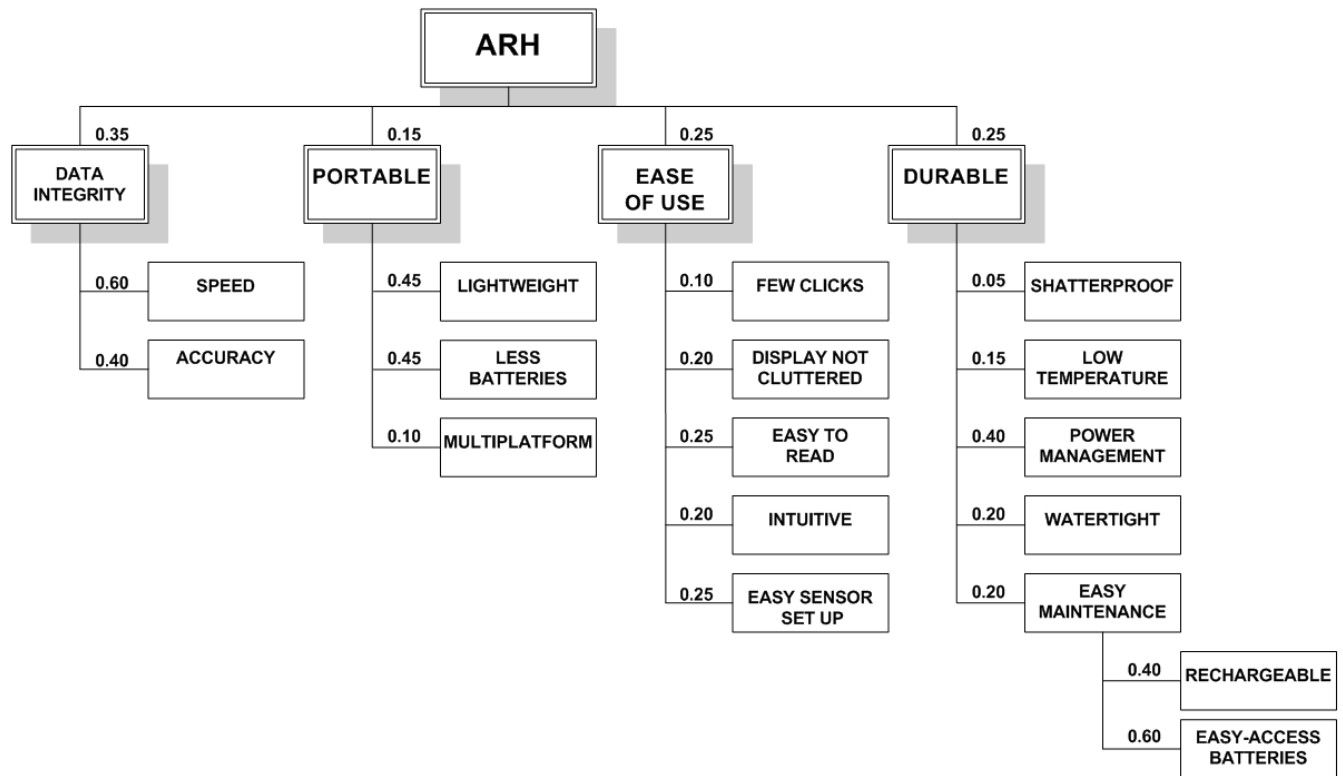 ARH
0.35
0.15
0.25
0.25
DATA
INTEGRITY
PORTABLE
EASE
OF USE
DURABLE
0.60
SPEED
0.40
ACCURACY
0.45
LIGHTWEIGHT
0.45
LESS
BATTERIES
0.10
MULTIPLATFORM
0.10
FEW CLICKS
0.20
DISPLAY NOT
CLUTTERED
0.25
EASY TO
READ
0.20
INTUITIVE
0.25
EASY SENSOR
SET UP
0.05
SHATTERPROOF
0.15
LOW
TEMPERATURE
0.40
POWER
MANAGEMENT
0.20
WATERTIGHT
0.20
EASY
MAINTENANCE
0.40
RECHARGEABLE
0.60
EASY-ACCESS
BATTERIES